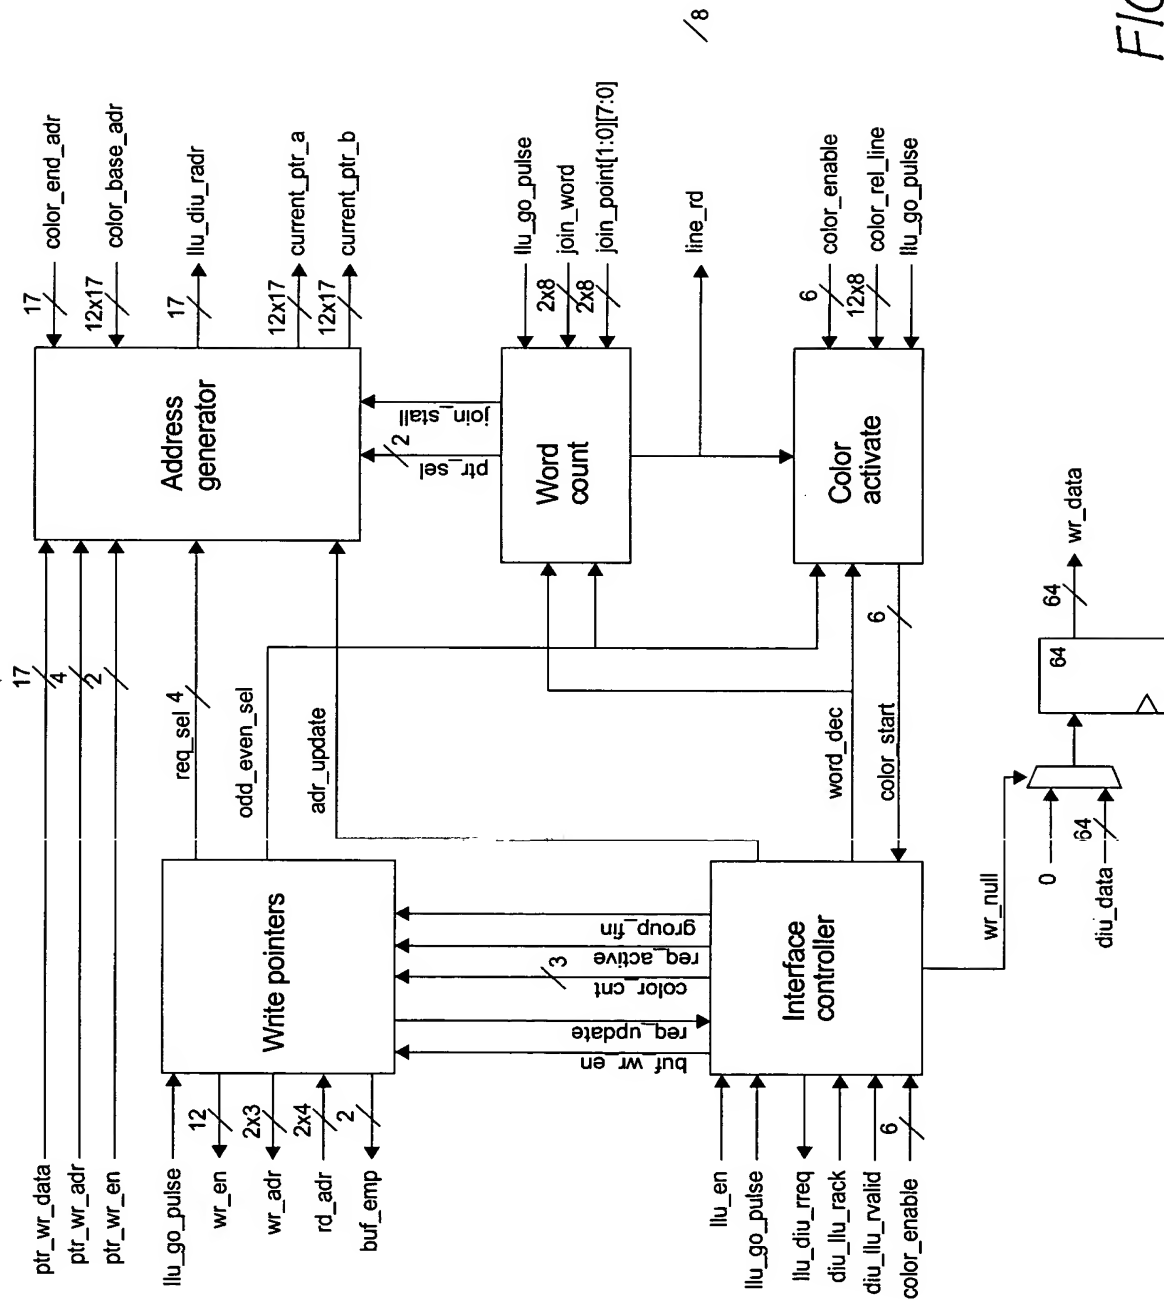 FIG
/8
color_end_adr
17
color_base_adr
12x17
llu_diu_radr
17
current_ptr_a
12x17
current_ptr_b
12x17
Address
generator
ptr_wr_data
17
ptr_wr_adr
4
ptr_wr_en
2
req_sel
4
odd_even_sel
adr_update
join_stall
ptr_sel
2
llu_go_pulse
join_word
2x8
join_point[1:0][7:0]
2x8
Word
count
line_rd
color_enable
6
color_rel_line
12x8
llu_go_pulse
Color
activate
word_dec
color_start
6
Write pointers
llu_go_pulse
wr_en
12
wr_adr
2x3
rd_adr
2x4
buf_emp
2
group_fin
req_active
color_cnt
3
req_update
buf_wr_en
Interface
controller
llu_en
llu_go_pulse
llu_diu_rreq
diu_llu_rack
diu_llu_rvalid
color_enable
6
wr_null
0
diu_data
64
64
64
wr_data